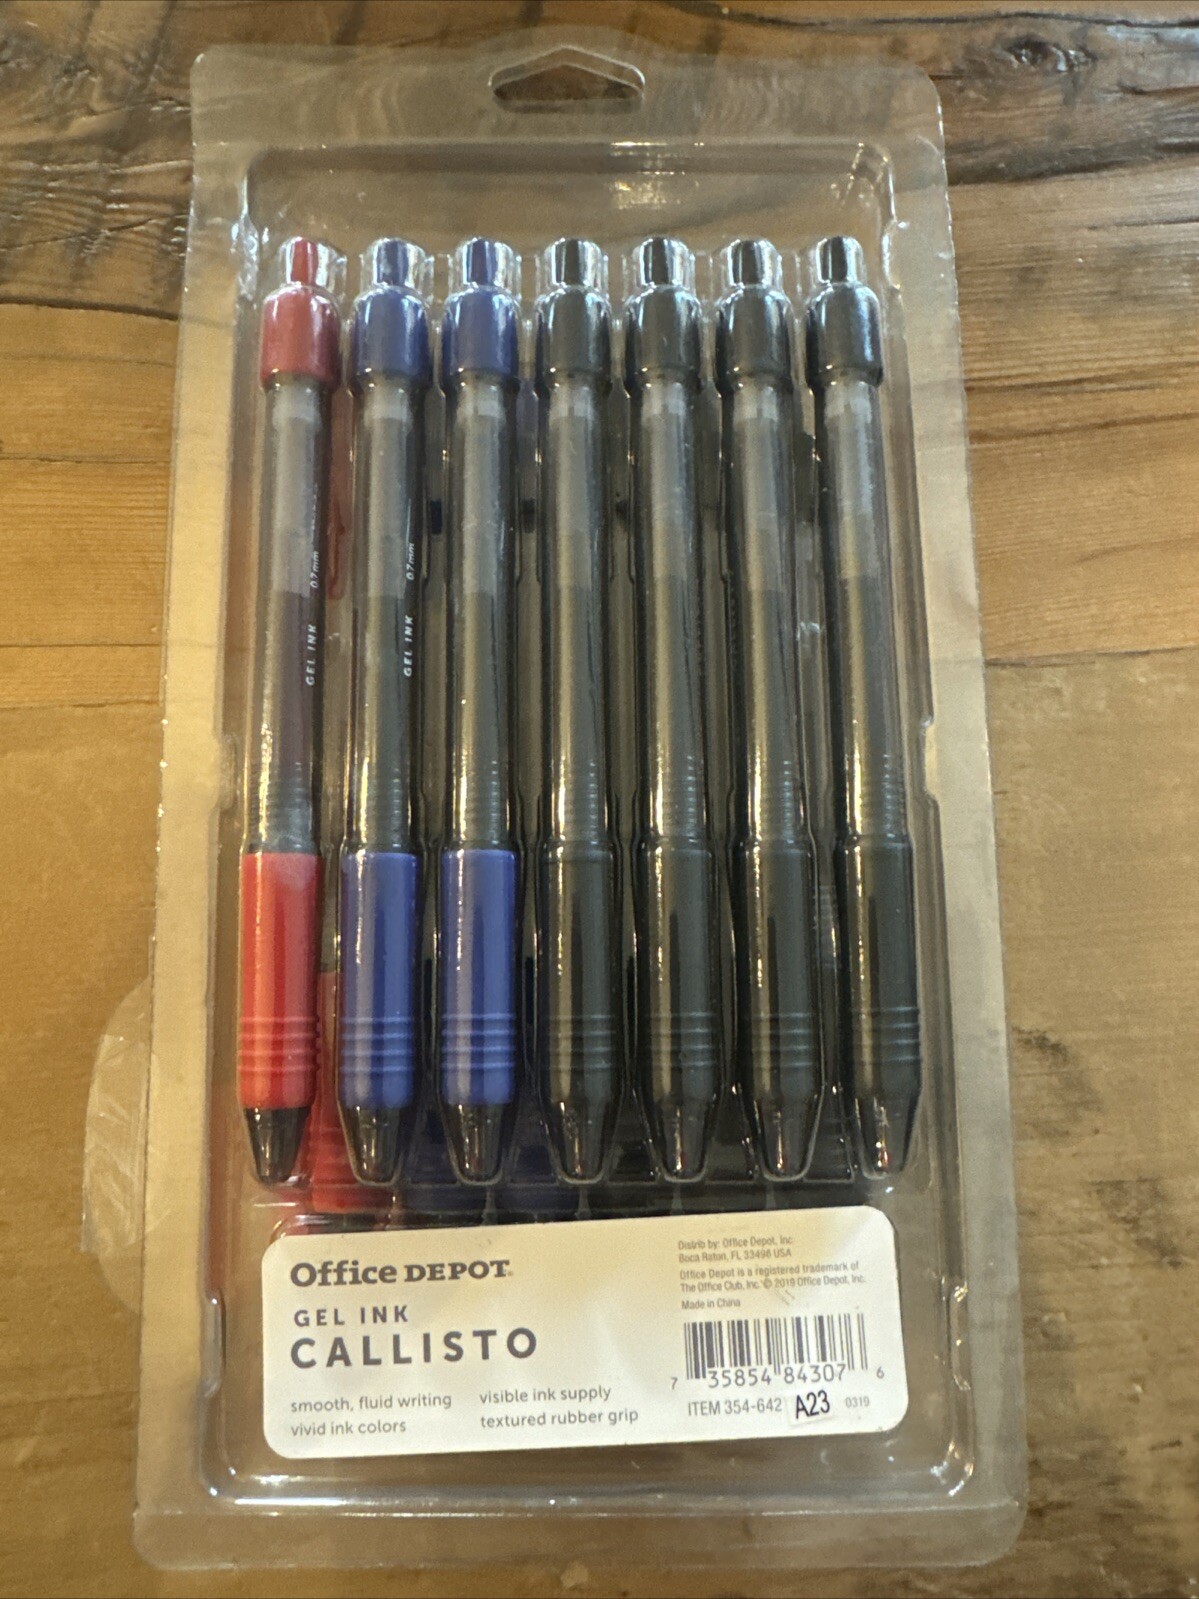 0.7mm
GEL INK
0.7mm
GEL INK
Office DEPOT
GEL INK
CALLISTO
smooth, fluid writing
vivid ink colors
visible ink supply
textured rubber grip
Distrib by: Office Depot, Inc.
Boca Raton, FL 33496 USA
Office Depot is a registered trademark of
The Office Club, Inc. © 2019 Office Depot, Inc.
Made in China
7 35854 84307 6
ITEM 354-642 A23 0319